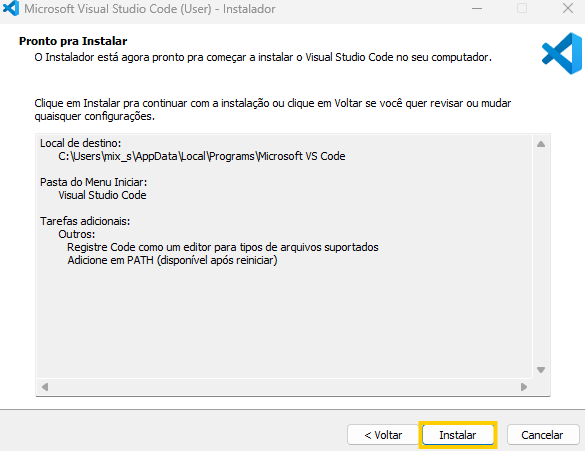 Microsoft Visual Studio Code (User) - Instalador
Pronto pra Instalar
O Instalador está agora pronto pra começar a instalar o Visual Studio Code no seu computador.
Clique em Instalar pra continuar com a instalação ou clique em Voltar se você quer revisar ou mudar
quaisquer configurações.
Local de destino:
C:\Users\mix_s\AppData\Local\Programs\Microsoft VS Code
Pasta do Menu Iniciar:
Visual Studio Code
Tarefas adicionais:
Outros:
Registre Code como um editor para tipos de arquivos suportados
Adicione em PATH (disponível após reiniciar)
< Voltar
Instalar
Cancelar